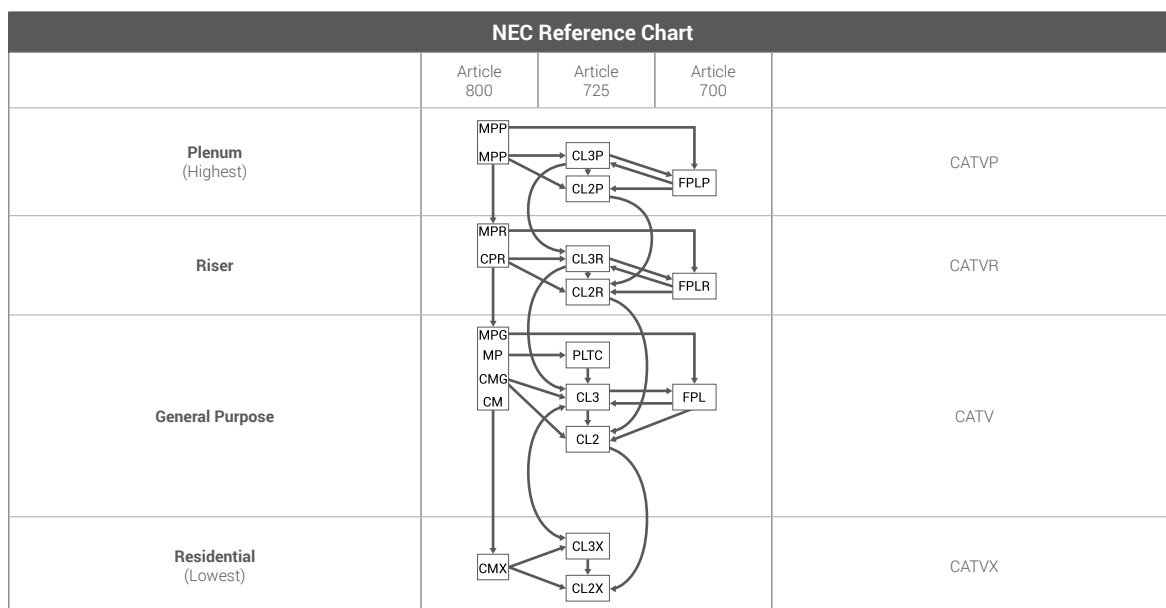 NEC Reference Chart
Article
800
Article
725
Article
700
Plenum
(Highest)
MPP
MPP
CL3P
CL2P
FPLP
CATVP
Riser
MPR
CPR
CL3R
CL2R
FPLR
CATVR
General Purpose
MPG
MP
CMG
CM
PLTC
CL3
CL2
FPL
CATV
Residential
(Lowest)
CMX
CL3X
CL2X
CATVX